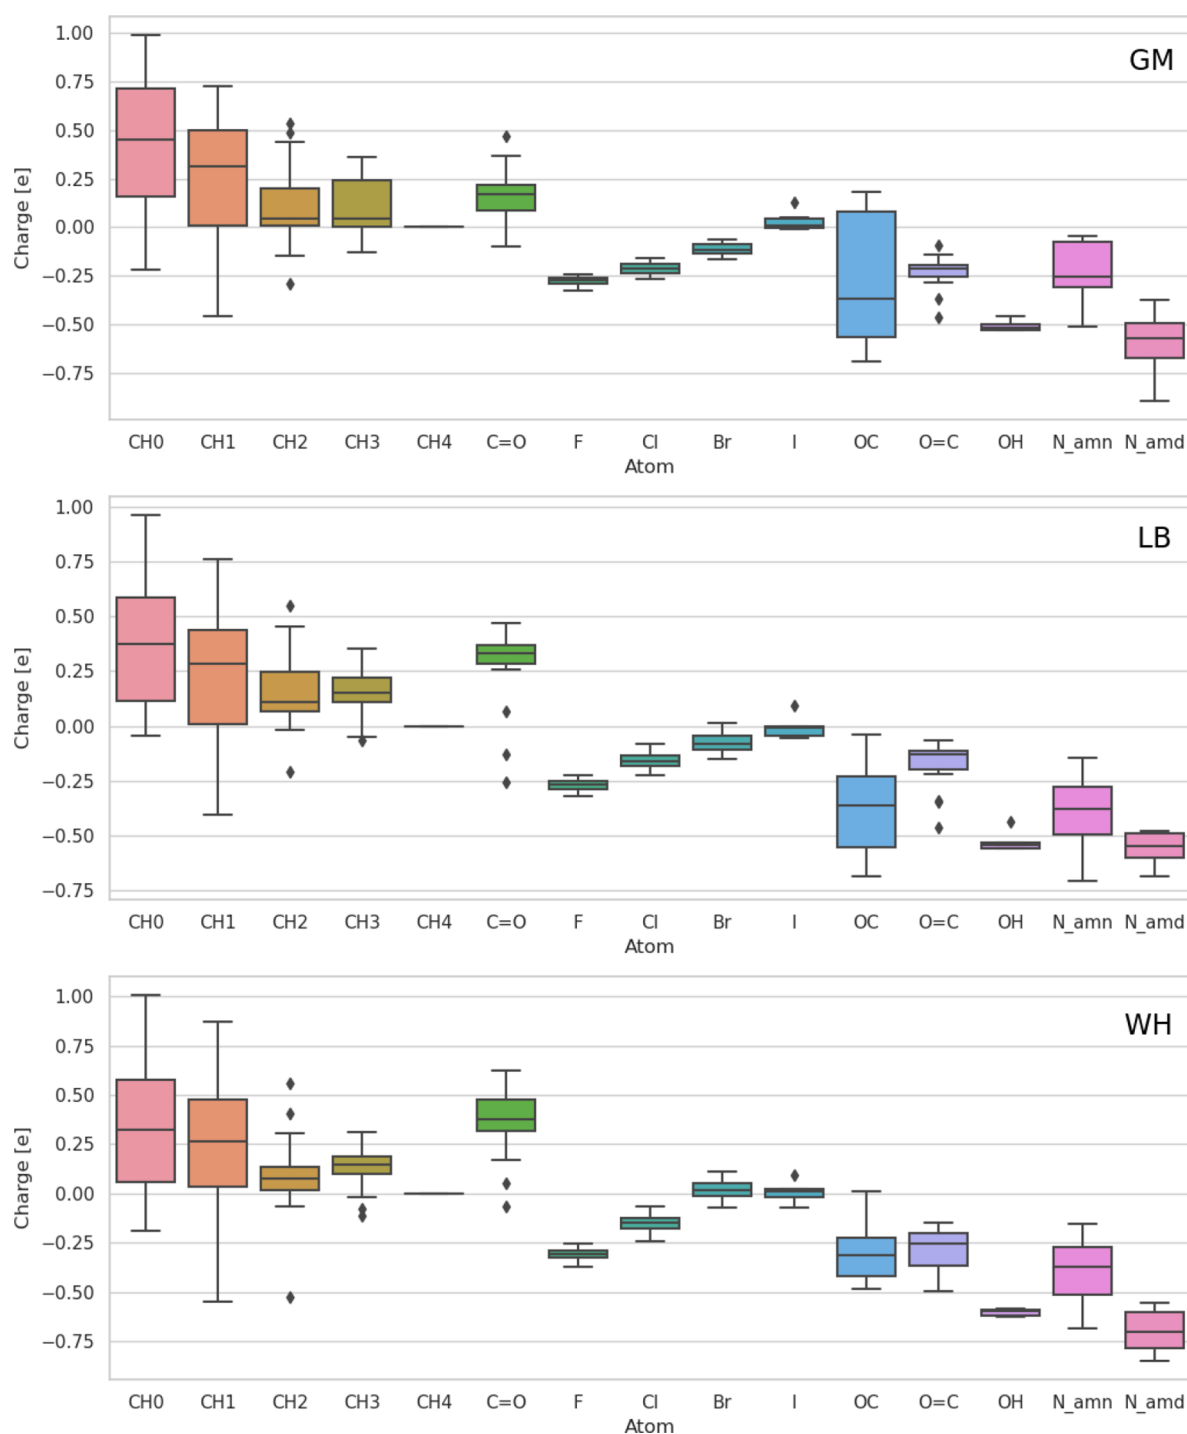 GM
Charge [e]
1.00
0.75
0.50
0.25
0.00
−0.25
−0.50
−0.75
CH0 CH1 CH2 CH3 CH4 C=O F Cl Br I OC O=C OH N_amn N_amd
Atom
LB
Charge [e]
1.00
0.75
0.50
0.25
0.00
−0.25
−0.50
−0.75
CH0 CH1 CH2 CH3 CH4 C=O F Cl Br I OC O=C OH N_amn N_amd
Atom
WH
Charge [e]
1.00
0.75
0.50
0.25
0.00
−0.25
−0.50
−0.75
CH0 CH1 CH2 CH3 CH4 C=O F Cl Br I OC O=C OH N_amn N_amd
Atom